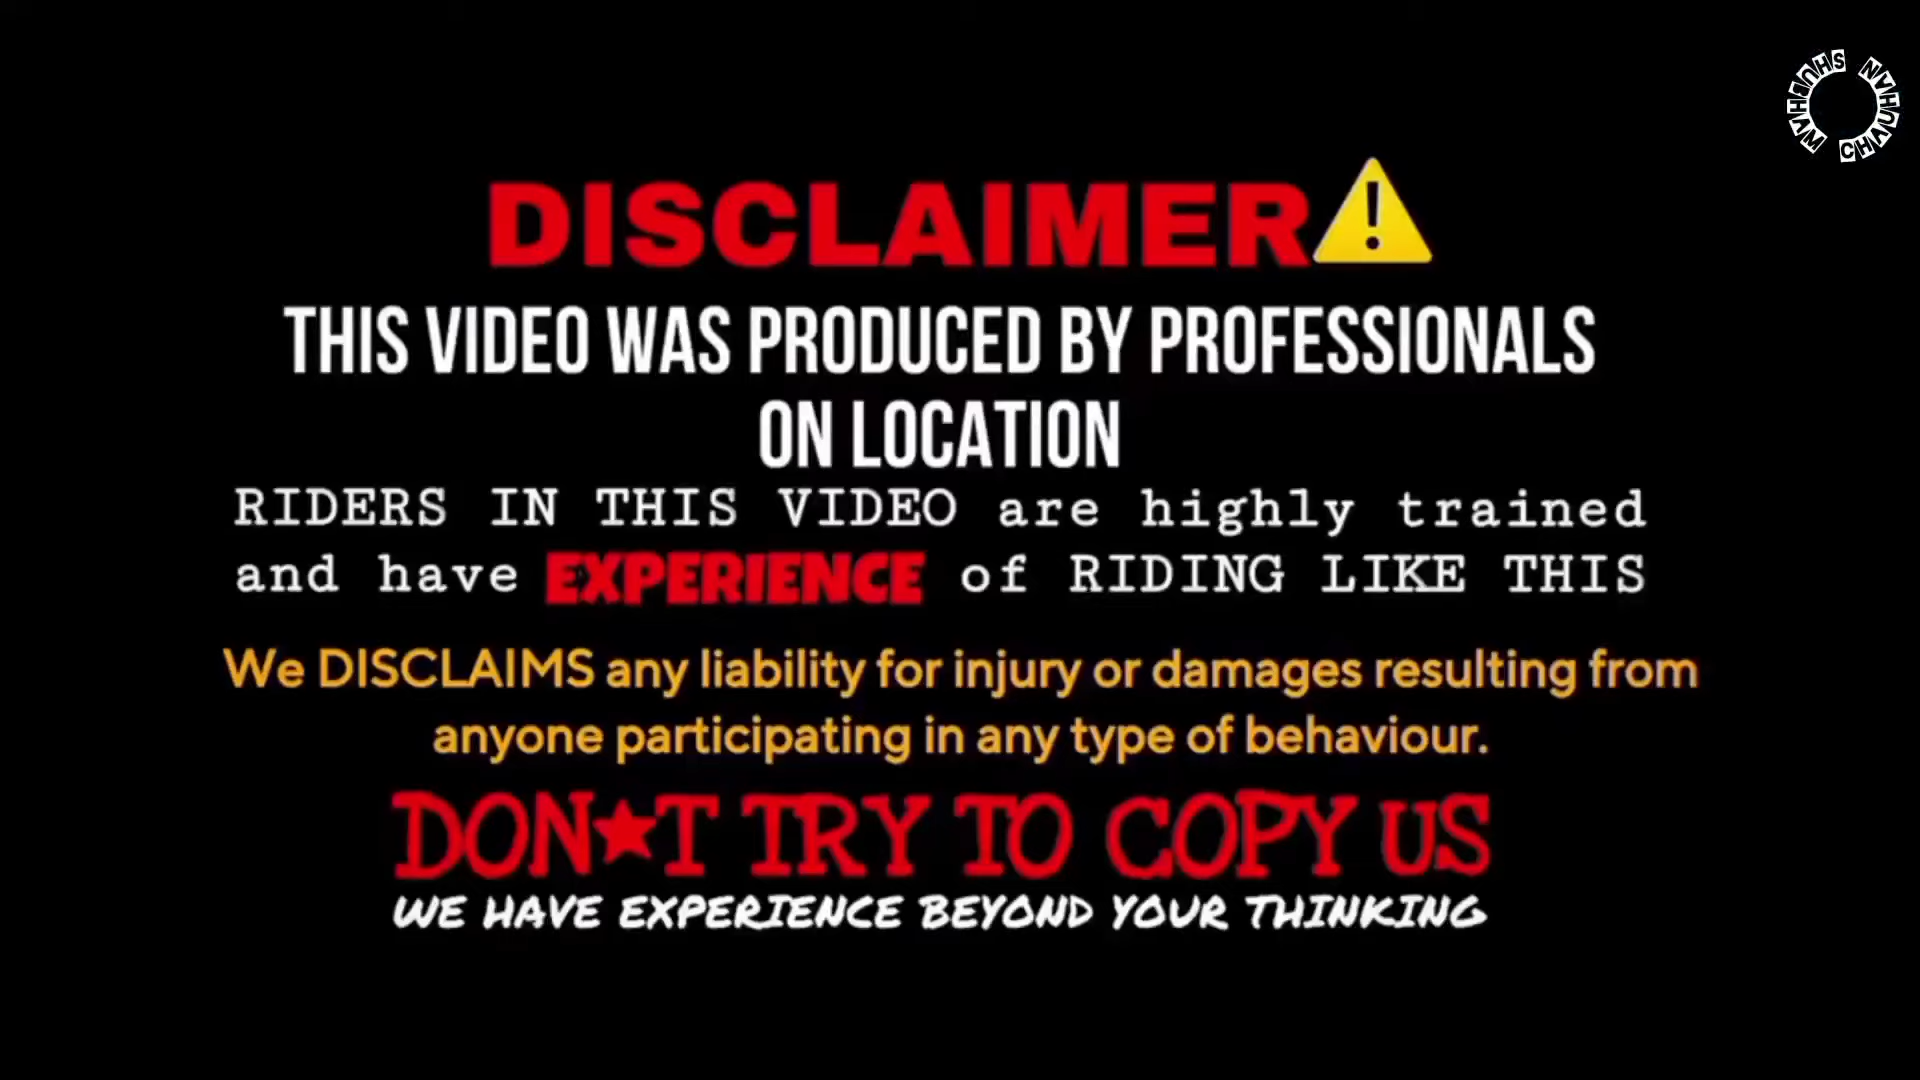 DISCLAIMER⚠️
THIS VIDEO WAS PRODUCED BY PROFESSIONALS
ON LOCATION
RIDERS IN THIS VIDEO are highly trained
and have EXPERIENCE of RIDING LIKE THIS
We DISCLAIMS any liability for injury or damages resulting from
anyone participating in any type of behaviour.
DON★T TRY TO COPY US
WE HAVE EXPERIENCE BEYOND YOUR THINKING
CHAUHAN